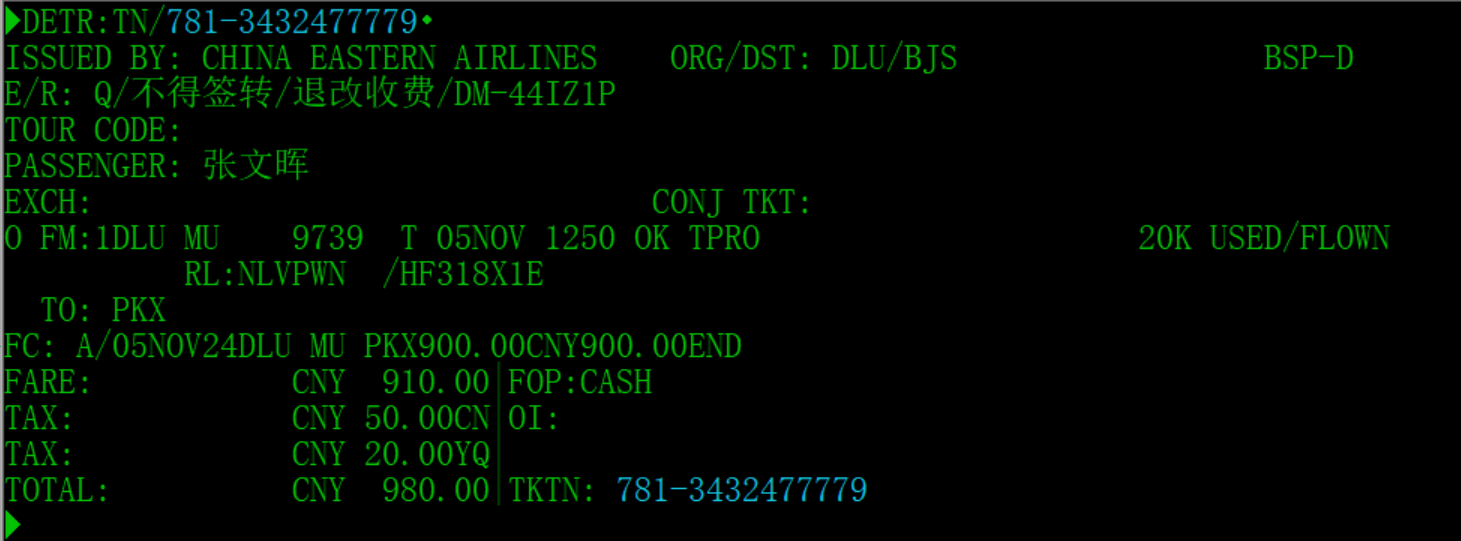 ▶DETR:TN/781-3432477779•
ISSUED BY: CHINA EASTERN AIRLINES    ORG/DST: DLU/BJS    BSP-D
E/R: Q/不得签转/退改收费/DM-44IZ1P
TOUR CODE:
PASSENGER: 张文晖
EXCH:    CONJ TKT:
O FM:1DLU MU    9739  T 05NOV 1250 OK TPRO    20K USED/FLOWN
RL:NLVPWN  /HF318X1E
TO: PKX
FC: A/05NOV24DLU MU PKX900.00CNY900.00END
FARE:    CNY  910.00 FOP:CASH
TAX:    CNY 50.00CN OI:
TAX:    CNY 20.00YQ
TOTAL:    CNY  980.00 TKTN: 781-3432477779
▶